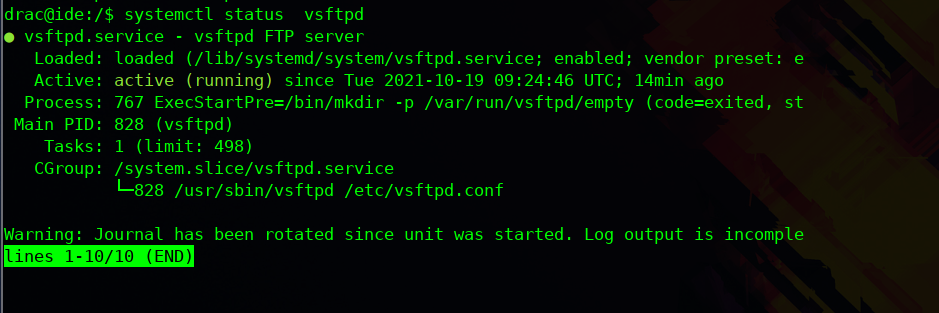 drac@ide:/$ systemctl status  vsftpd
● vsftpd.service - vsftpd FTP server
   Loaded: loaded (/lib/systemd/system/vsftpd.service; enabled; vendor preset: e
   Active: active (running) since Tue 2021-10-19 09:24:46 UTC; 14min ago
  Process: 767 ExecStartPre=/bin/mkdir -p /var/run/vsftpd/empty (code=exited, st
 Main PID: 828 (vsftpd)
    Tasks: 1 (limit: 498)
   CGroup: /system.slice/vsftpd.service
           └─828 /usr/sbin/vsftpd /etc/vsftpd.conf
Warning: Journal has been rotated since unit was started. Log output is incomple
lines 1-10/10 (END)